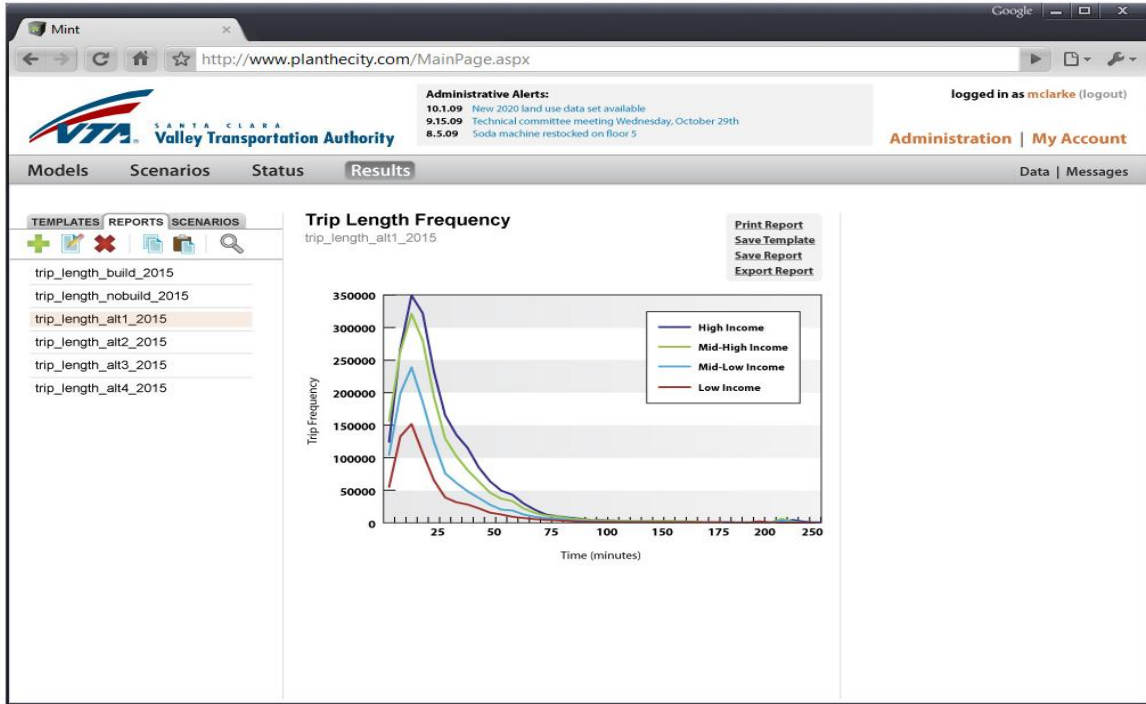 Google
Mint
http://www.planthecity.com/MainPage.aspx
VTA
SANTA CLARA
Valley Transportation Authority
Administrative Alerts:
10.1.09 New 2020 land use data set available
9.15.09 Technical committee meeting Wednesday, October 29th
8.5.09 Soda machine restocked on floor 5
logged in as mclarke (logout)
Administration | My Account
Models Scenarios Status Results
Data | Messages
TEMPLATES REPORTS SCENARIOS
trip_length_build_2015
trip_length_nobuild_2015
trip_length_alt1_2015
trip_length_alt2_2015
trip_length_alt3_2015
trip_length_alt4_2015
Trip Length Frequency
trip_length_alt1_2015
Print Report
Save Template
Save Report
Export Report
350000
300000
250000
200000
150000
100000
50000
0
Trip Frequency
High Income
Mid-High Income
Mid-Low Income
Low Income
25 50 75 100 150 175 200 250
Time (minutes)